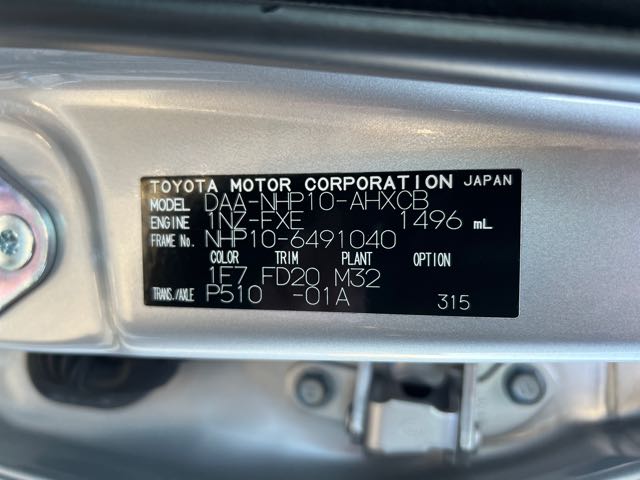 TOYOTA MOTOR CORPORATION JAPAN
MODEL DAA-NHP10-AHXCB
ENGINE 1NZ-FXE 1496 mL
FRAME No. NHP10-6491040
COLOR TRIM PLANT OPTION
1F7 FD20 M32
TRANS./AXLE P510 -01A 315